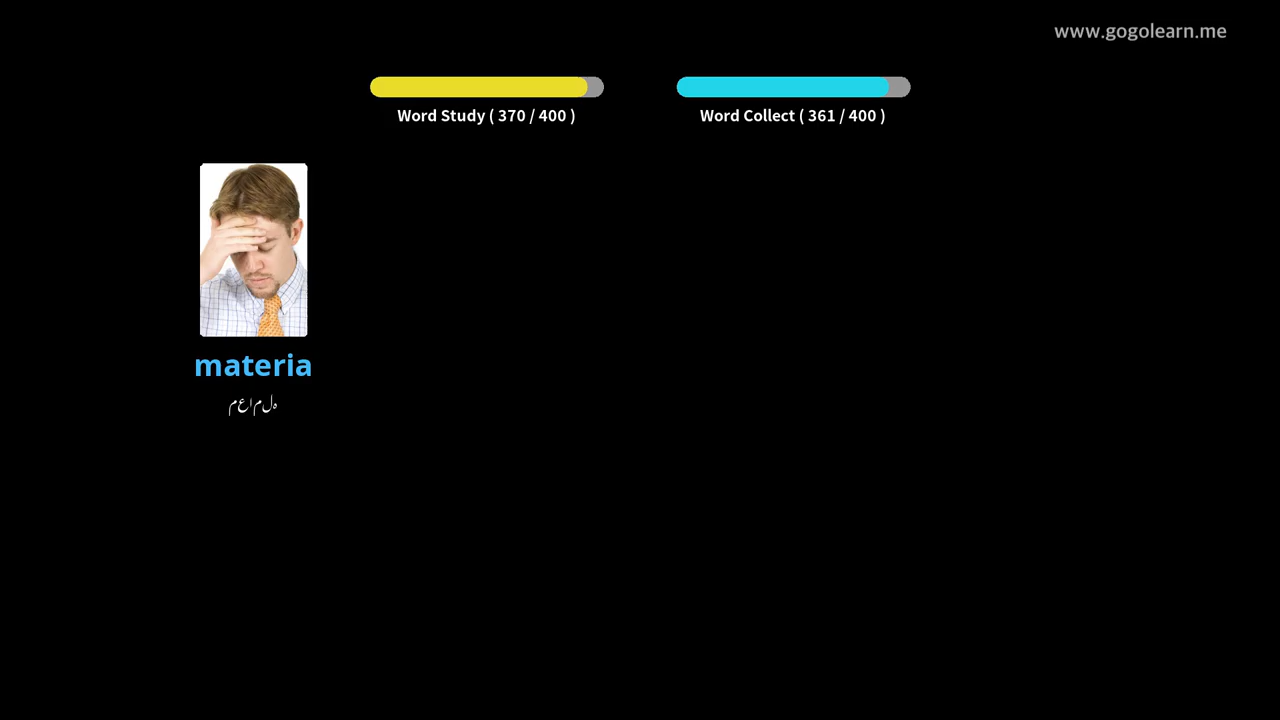 www.gogolearn.me
Word Study ( 370 / 400 )
Word Collect ( 361 / 400 )
materia
معاملہ